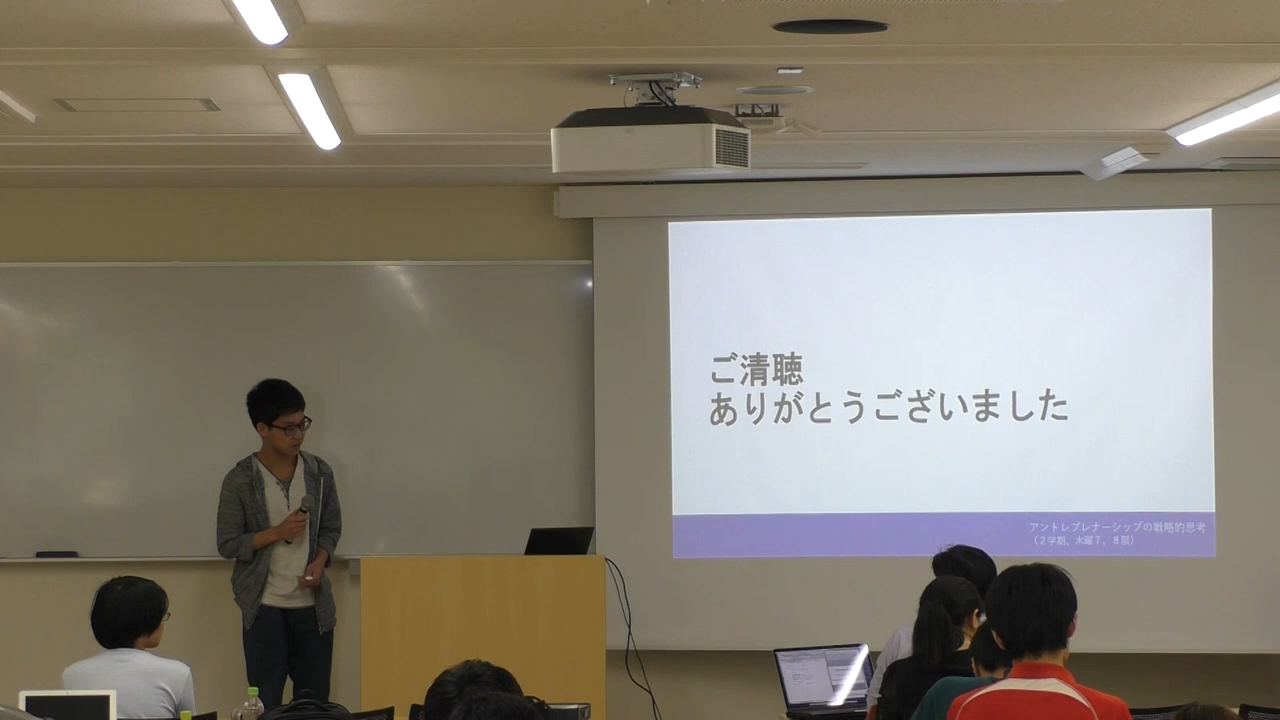 ご清聴
ありがとうございました
アントレプレナーシップの戦略的思考
（２学期、木曜７、８限）